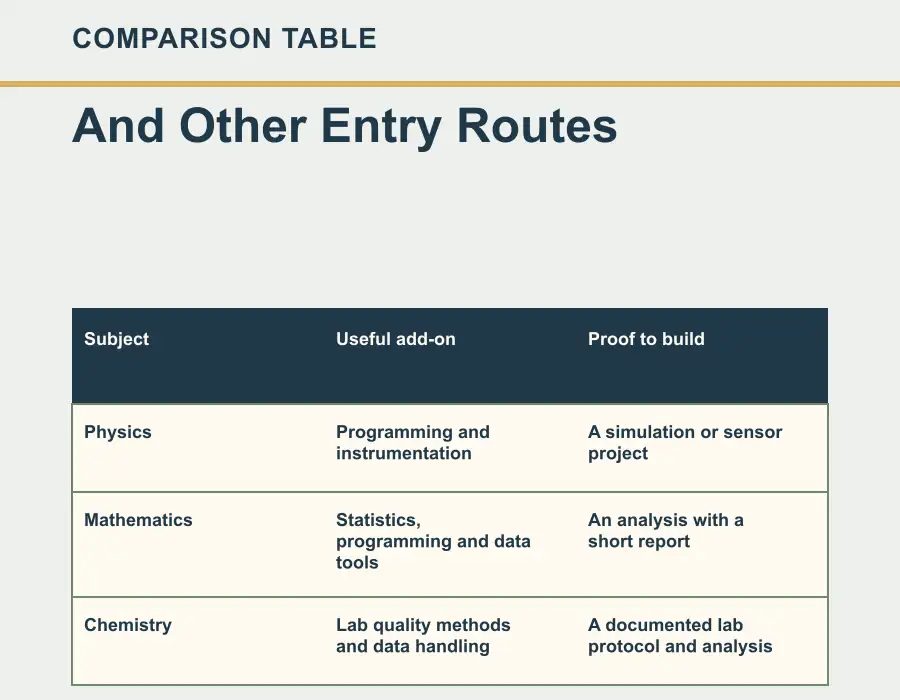 COMPARISON TABLE
And Other Entry Routes
Subject
Useful add-on
Proof to build
Physics
Programming and
instrumentation
A simulation or sensor
project
Mathematics
Statistics,
programming and data
tools
An analysis with a
short report
Chemistry
Lab quality methods
and data handling
A documented lab
protocol and analysis